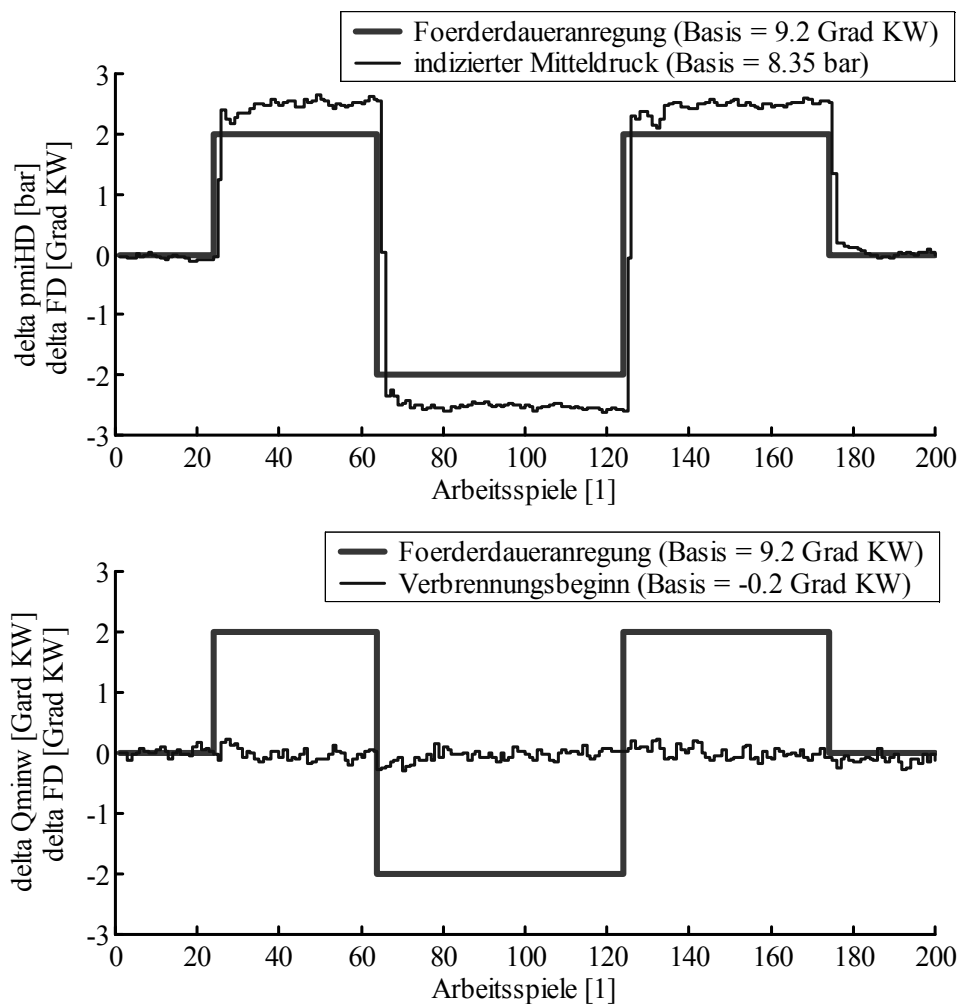 Foerderdaueranregung (Basis = 9.2 Grad KW)
indizierter Mitteldruck (Basis = 8.35 bar)
3
2
1
0
-1
-2
-3
delta pmiHD [bar]
delta FD [Grad KW]
0 20 40 60 80 100 120 140 160 180 200
Arbeitsspiele [1]
Foerderdaueranregung (Basis = 9.2 Grad KW)
Verbrennungsbeginn (Basis = -0.2 Grad KW)
3
2
1
0
-1
-2
-3
delta Qminw [Gard KW]
delta FD [Grad KW]
0 20 40 60 80 100 120 140 160 180 200
Arbeitsspiele [1]